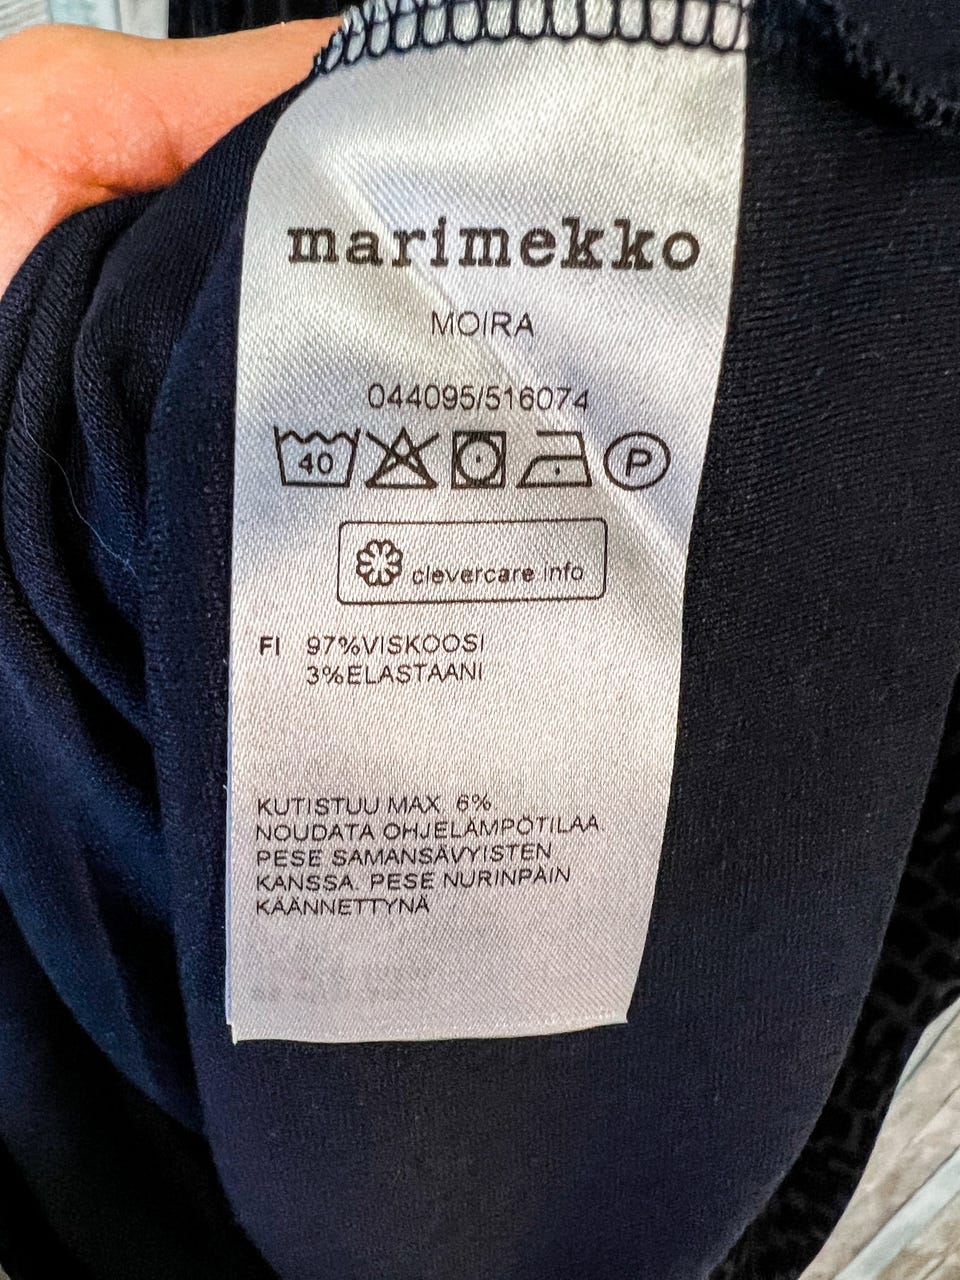 marimekko
MOIRA
044095/516074
40 P
clevercare info
FI 97%VISKOOSI
3%ELASTAANI
KUTISTUU MAX 6%
NOUDATA OHJELÄMPÖTILAA.
PESE SAMANSÄVYISTEN
KANSSA. PESE NURINPÄIN
KÄÄNNETTYNÄ